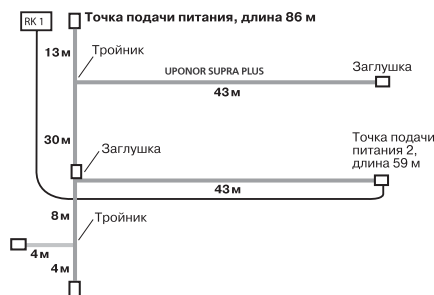 RK 1
Точка подачи питания, длина 86 м
13 м
Тройник
UPONOR SUPRA PLUS
Заглушка
43 м
30 м
Заглушка
Точка подачи
питания 2,
длина 59 м
43 м
8 м
Тройник
4 м
4 м